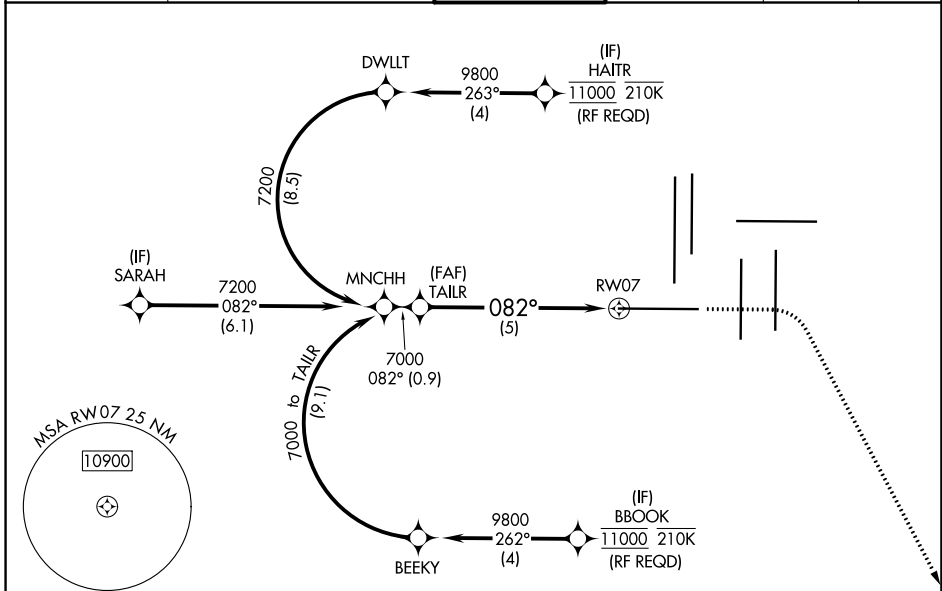 DWLLT
9800
263°
(4)
(IF)
HAITR
11000 210K
(RF REQD)
7200
(8.5)
(IF)
SARAH
7200
082°
(6.1)
MNCHH
(FAF)
TAILR
082°
(5)
RW07
7000
082° (0.9)
7000 to TAILR
(9.1)
MSA RW07 25 NM
10900
BEEKY
9800
262°
(4)
(IF)
BBOOK
11000 210K
(RF REQD)